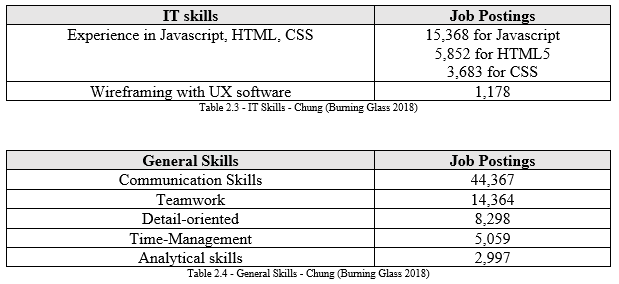 IT skills Job Postings
Experience in Javascript, HTML, CSS 15,368 for Javascript
5,852 for HTML5
3,683 for CSS
Wireframing with UX software 1,178
Table 2.3 - IT Skills - Chung (Burning Glass 2018)
General Skills Job Postings
Communication Skills 44,367
Teamwork 14,364
Detail-oriented 8,298
Time-Management 5,059
Analytical skills 2,997
Table 2.4 - General Skills - Chung (Burning Glass 2018)